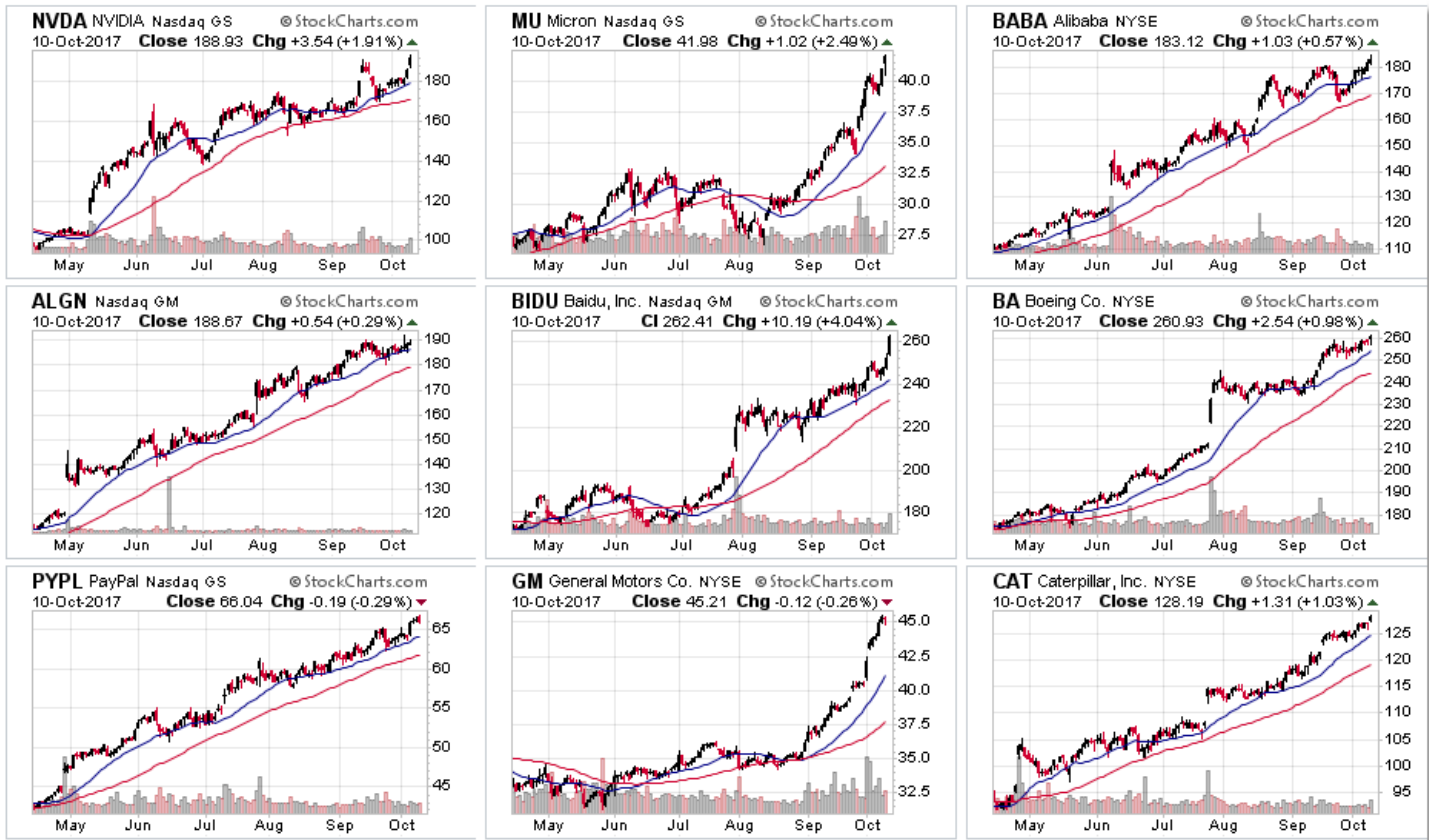 NVDA NVIDIA Nasdaq GS © StockCharts.com
10-Oct-2017 Close 188.93 Chg +3.54 (+1.91%)
180
160
140
120
100
May Jun Jul Aug Sep Oct
MU Micron Nasdaq GS © StockCharts.com
10-Oct-2017 Close 41.98 Chg +1.02 (+2.49%)
40.0
37.5
35.0
32.5
30.0
27.5
May Jun Jul Aug Sep Oct
BABA Alibaba NYSE © StockCharts.com
10-Oct-2017 Close 183.12 Chg +1.03 (+0.57%)
180
170
160
150
140
130
120
110
May Jun Jul Aug Sep Oct
ALGN Nasdaq GM © StockCharts.com
10-Oct-2017 Close 188.67 Chg +0.54 (+0.29%)
190
180
170
160
150
140
130
120
May Jun Jul Aug Sep Oct
BIDU Baidu, Inc. Nasdaq GM © StockCharts.com
10-Oct-2017 Cl 262.41 Chg +10.19 (+4.04%)
260
240
220
200
180
May Jun Jul Aug Sep Oct
BA Boeing Co. NYSE © StockCharts.com
10-Oct-2017 Close 260.93 Chg +2.54 (+0.98%)
260
250
240
230
220
210
200
190
180
May Jun Jul Aug Sep Oct
PYPL PayPal Nasdaq GS © StockCharts.com
10-Oct-2017 Close 66.04 Chg -0.19 (-0.29%)
65
60
55
50
45
May Jun Jul Aug Sep Oct
GM General Motors Co. NYSE © StockCharts.com
10-Oct-2017 Close 45.21 Chg -0.12 (-0.26%)
45.0
42.5
40.0
37.5
35.0
32.5
May Jun Jul Aug Sep Oct
CAT Caterpillar, Inc. NYSE © StockCharts.com
10-Oct-2017 Close 128.19 Chg +1.31 (+1.03%)
125
120
115
110
105
100
95
May Jun Jul Aug Sep Oct